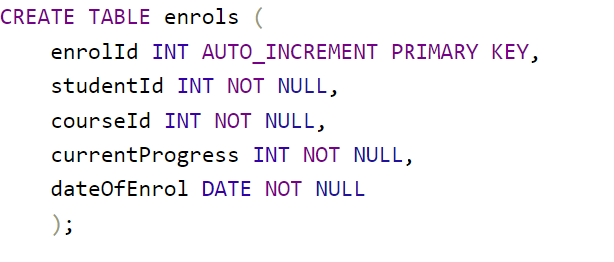 CREATE TABLE enrols (
    enrolId INT AUTO_INCREMENT PRIMARY KEY,
    studentId INT NOT NULL,
    courseId INT NOT NULL,
    currentProgress INT NOT NULL,
    dateOfEnrol DATE NOT NULL
    );